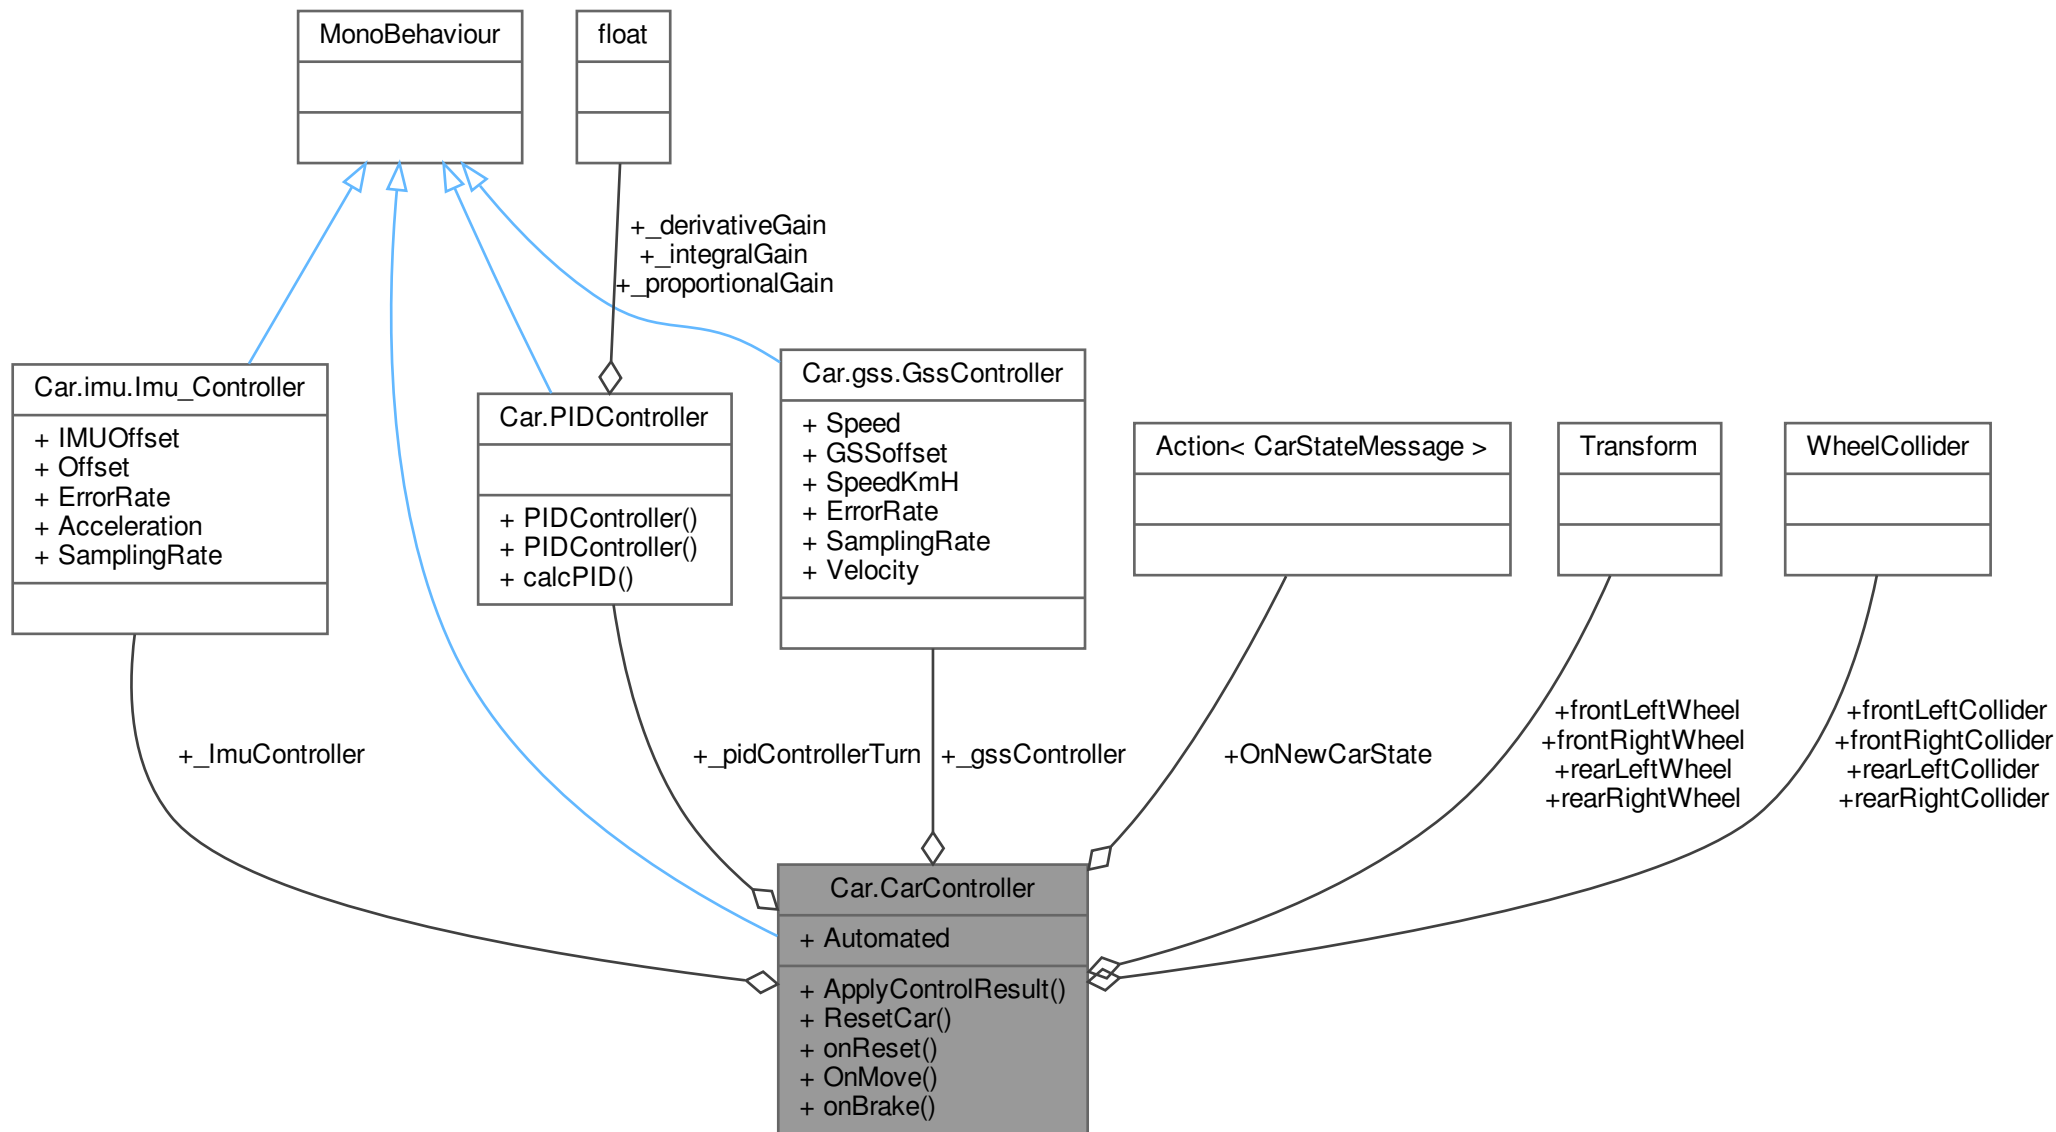 MonoBehaviour
float
+_derivativeGain
+_integralGain
+_proportionalGain
Car.imu.Imu_Controller
+ IMUOffset
+ Offset
+ ErrorRate
+ Acceleration
+ SamplingRate
Car.PIDController
+ PIDController()
+ PIDController()
+ calcPID()
Car.gss.GssController
+ Speed
+ GSSoffset
+ SpeedKmH
+ ErrorRate
+ SamplingRate
+ Velocity
Action< CarStateMessage >
Transform
WheelCollider
+_ImuController
+_pidControllerTurn
+_gssController
+OnNewCarState
+frontLeftWheel
+frontRightWheel
+rearLeftWheel
+rearRightWheel
+frontLeftCollider
+frontRightCollider
+rearLeftCollider
+rearRightCollider
Car.CarController
+ Automated
+ ApplyControlResult()
+ ResetCar()
+ onReset()
+ OnMove()
+ onBrake()